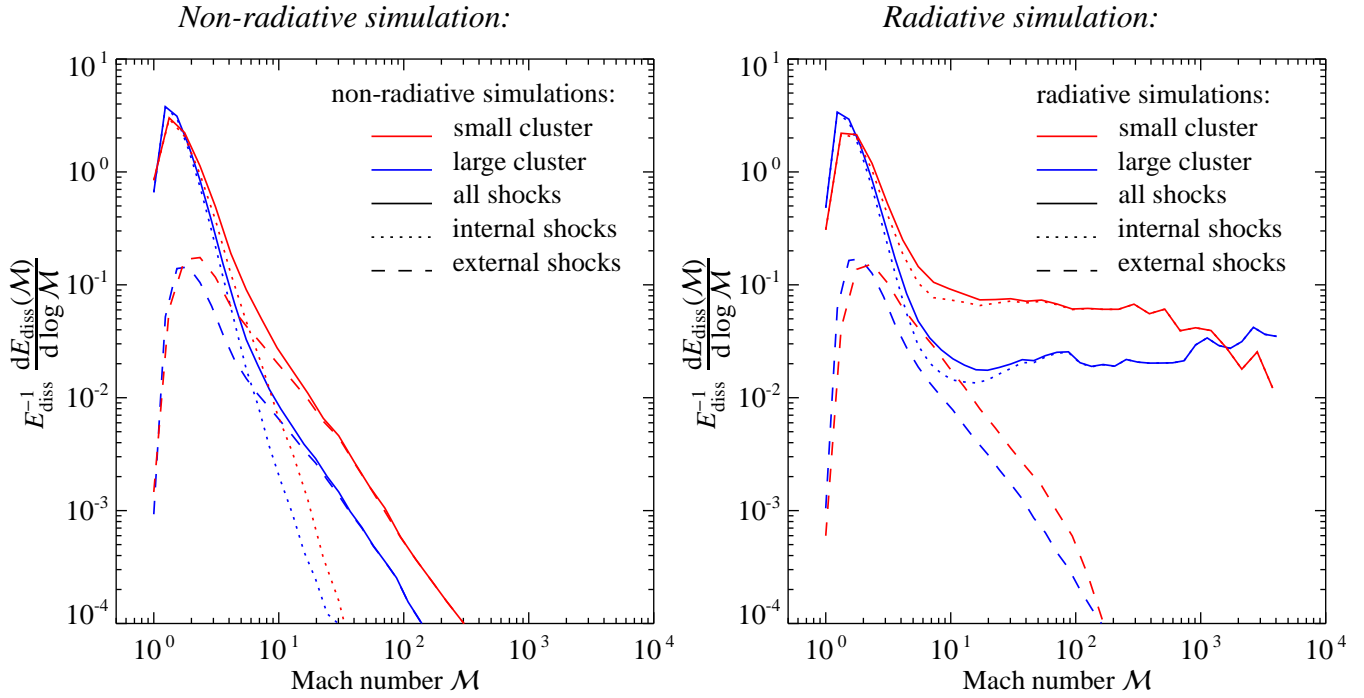 Non-radiative simulation:
Radiative simulation:
10^1
10^0
10^-1
10^-2
10^-3
10^-4
E_diss^-1 dE_diss(M) / d log M
non-radiative simulations:
small cluster
large cluster
all shocks
internal shocks
external shocks
10^0 10^1 10^2 10^3 10^4
Mach number M
10^1
10^0
10^-1
10^-2
10^-3
10^-4
E_diss^-1 dE_diss(M) / d log M
radiative simulations:
small cluster
large cluster
all shocks
internal shocks
external shocks
10^0 10^1 10^2 10^3 10^4
Mach number M